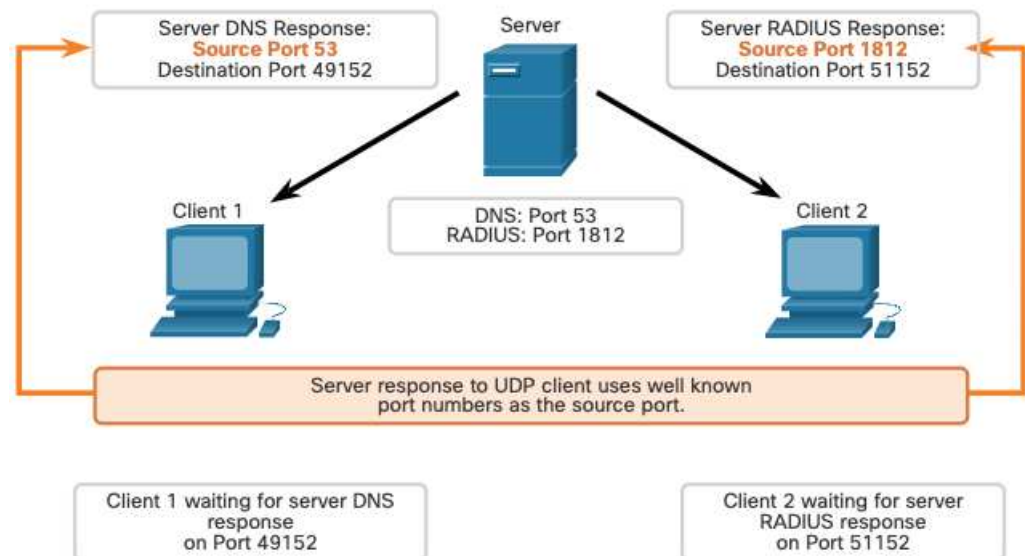 Server DNS Response:
Source Port 53
Destination Port 49152
Server
Server RADIUS Response:
Source Port 1812
Destination Port 51152
Client 1
DNS: Port 53
RADIUS: Port 1812
Client 2
Server response to UDP client uses well known
port numbers as the source port.
Client 1 waiting for server DNS
response
on Port 49152
Client 2 waiting for server
RADIUS response
on Port 51152